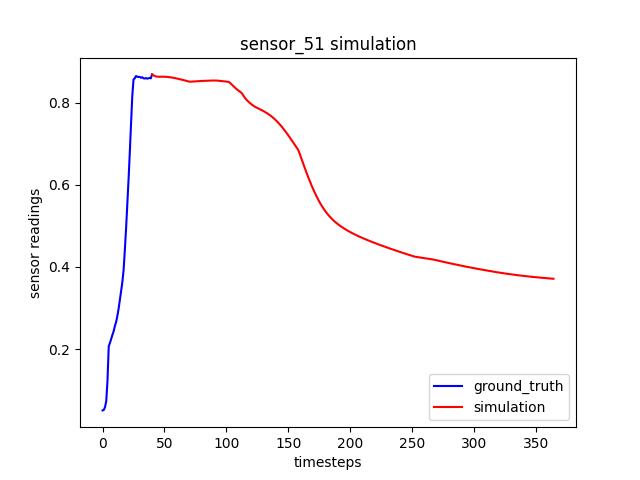 sensor_51 simulation
sensor readings
0.8
0.6
0.4
0.2
0 50 100 150 200 250 300 350
timesteps
ground_truth
simulation